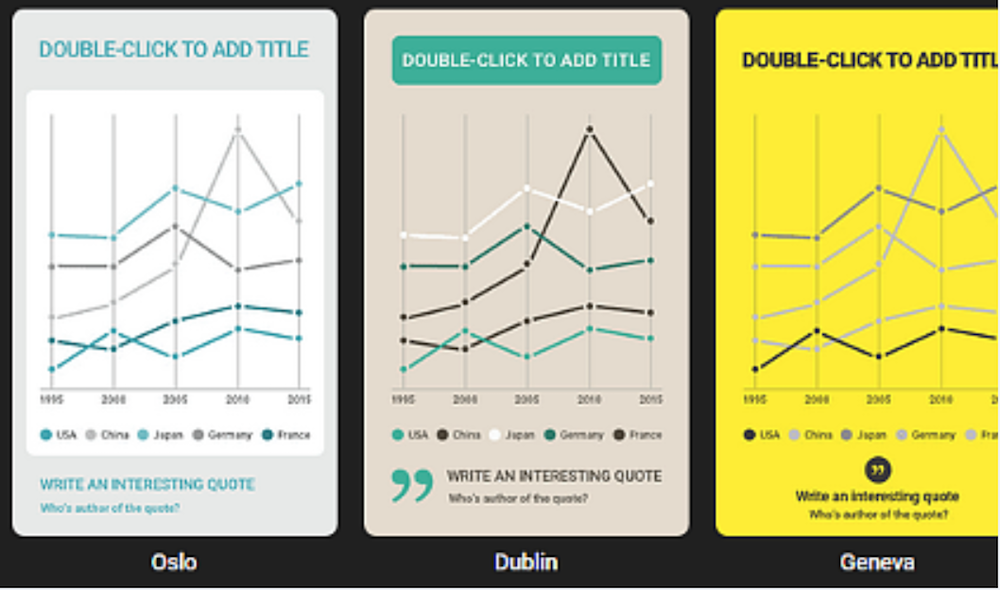 DOUBLE-CLICK TO ADD TITLE
1995 2000 2005 2010 2015
USA China Japan Germany France
WRITE AN INTERESTING QUOTE
Who's author of the quote?
Oslo
DOUBLE-CLICK TO ADD TITLE
1995 2000 2005 2010 2015
USA China Japan Germany France
WRITE AN INTERESTING QUOTE
Who's author of the quote?
Dublin
DOUBLE-CLICK TO ADD TITL
1995 2000 2005 2010
USA China Japan Germany Fra
Write an interesting quote
Who's author of the quote?
Geneva